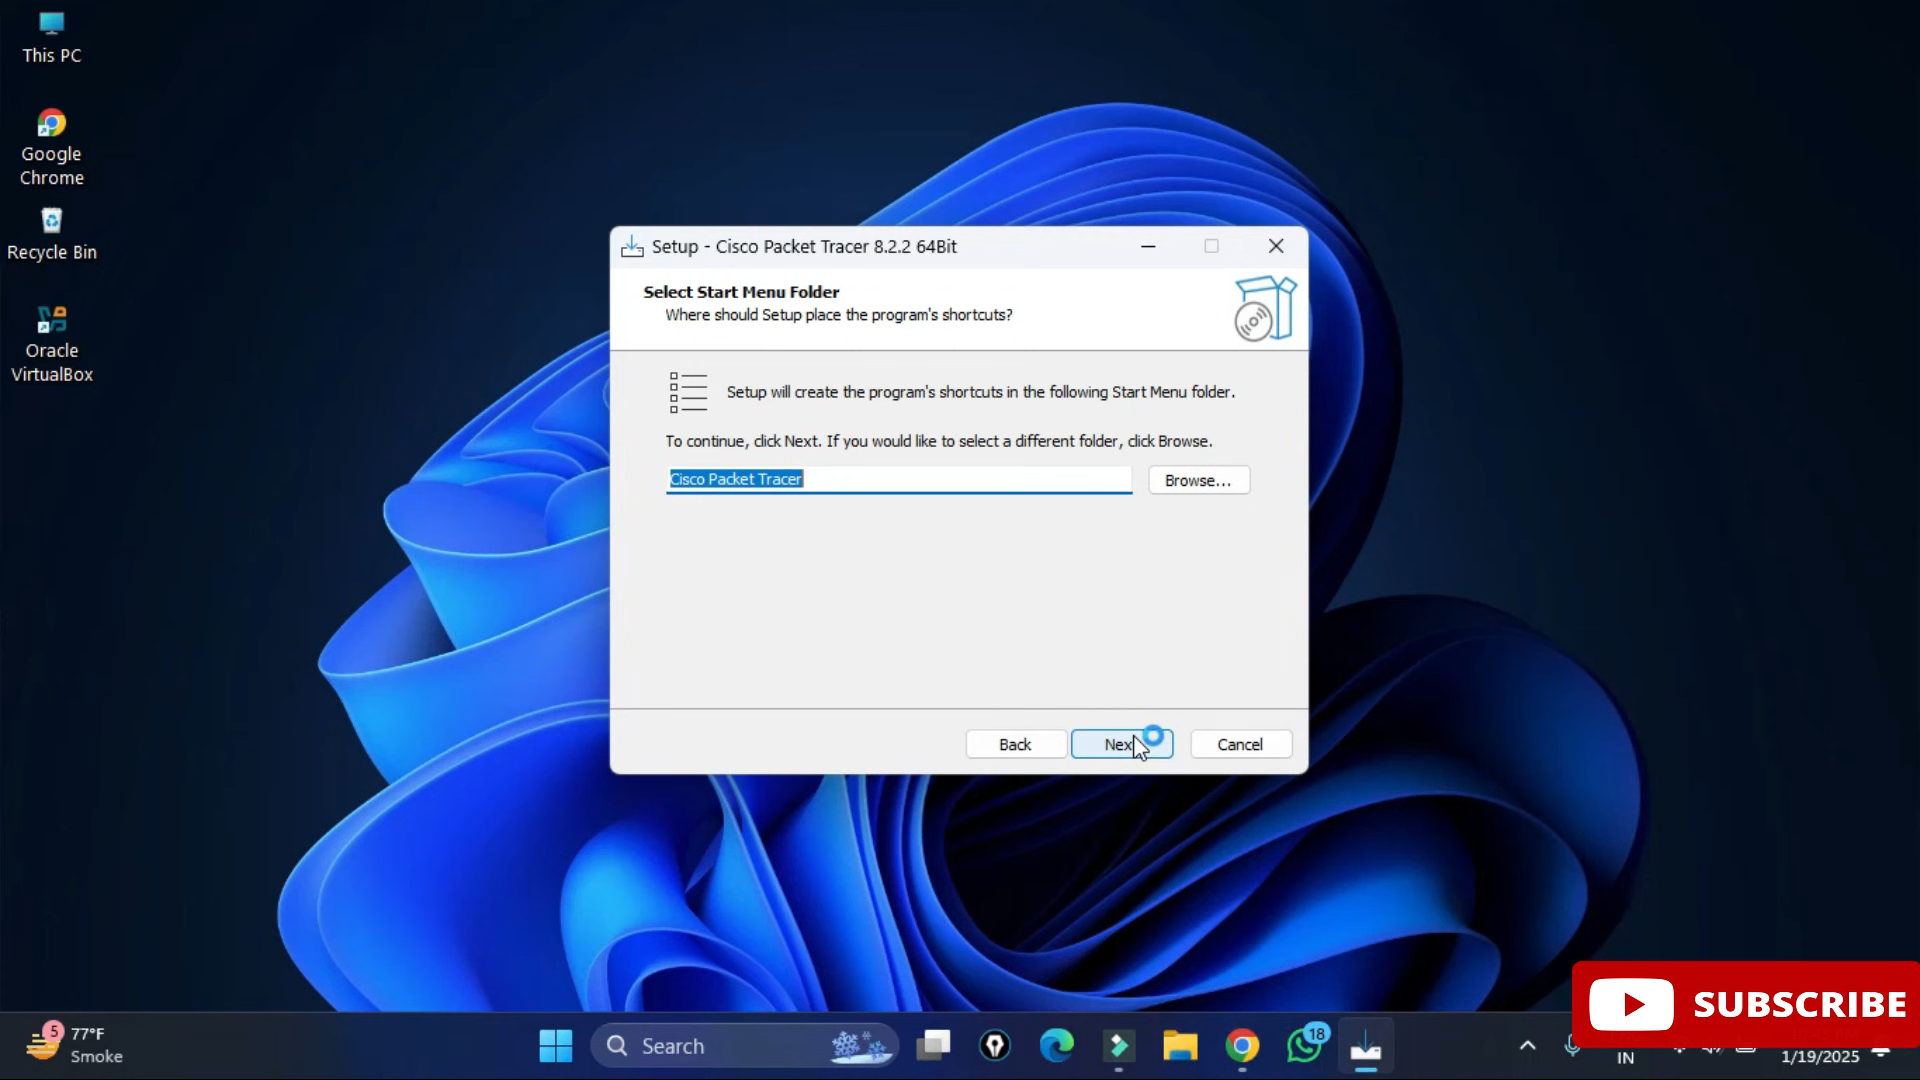 This PC
Google
Chrome
Recycle Bin
Oracle
VirtualBox
Setup - Cisco Packet Tracer 8.2.2 64Bit
Select Start Menu Folder
Where should Setup place the program's shortcuts?
Setup will create the program's shortcuts in the following Start Menu folder.
To continue, click Next. If you would like to select a different folder, click Browse.
Cisco Packet Tracer
Browse...
Back
Nex
Cancel
SUBSCRIBE
5
77°F
Smoke
Search
18
IN
1/19/2025